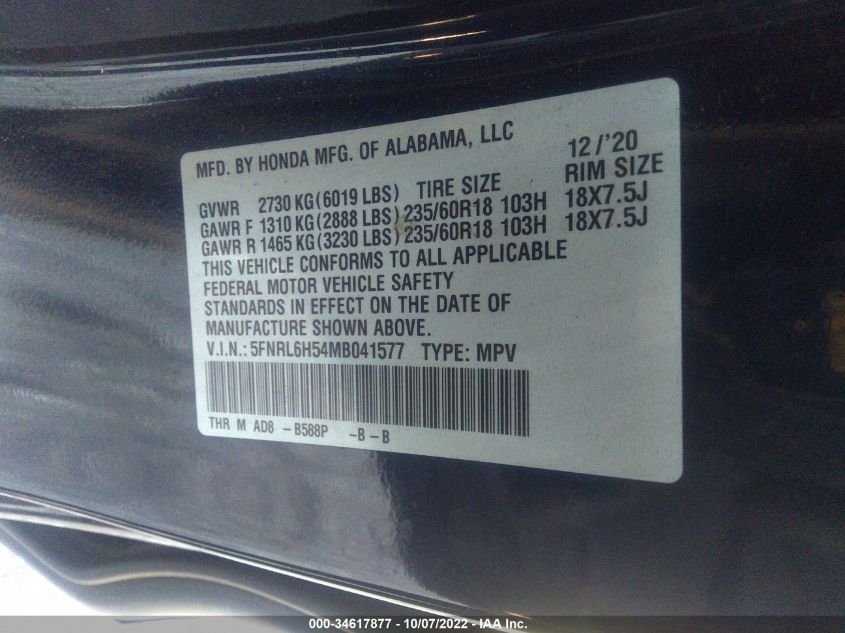 MFD. BY HONDA MFG. OF ALABAMA, LLC 12/'20
GVWR 2730 KG (6019 LBS) TIRE SIZE RIM SIZE
GAWR F 1310 KG (2888 LBS) 235/60R18 103H 18X7.5J
GAWR R 1465 KG (3230 LBS) 235/60R18 103H 18X7.5J
THIS VEHICLE CONFORMS TO ALL APPLICABLE
FEDERAL MOTOR VEHICLE SAFETY
STANDARDS IN EFFECT ON THE DATE OF
MANUFACTURE SHOWN ABOVE.
V.I.N.: 5FNRL6H54MB041577 TYPE: MPV
THR M AD8 -B588P -B-B
000-34617877 - 10/07/2022 - IAA Inc.